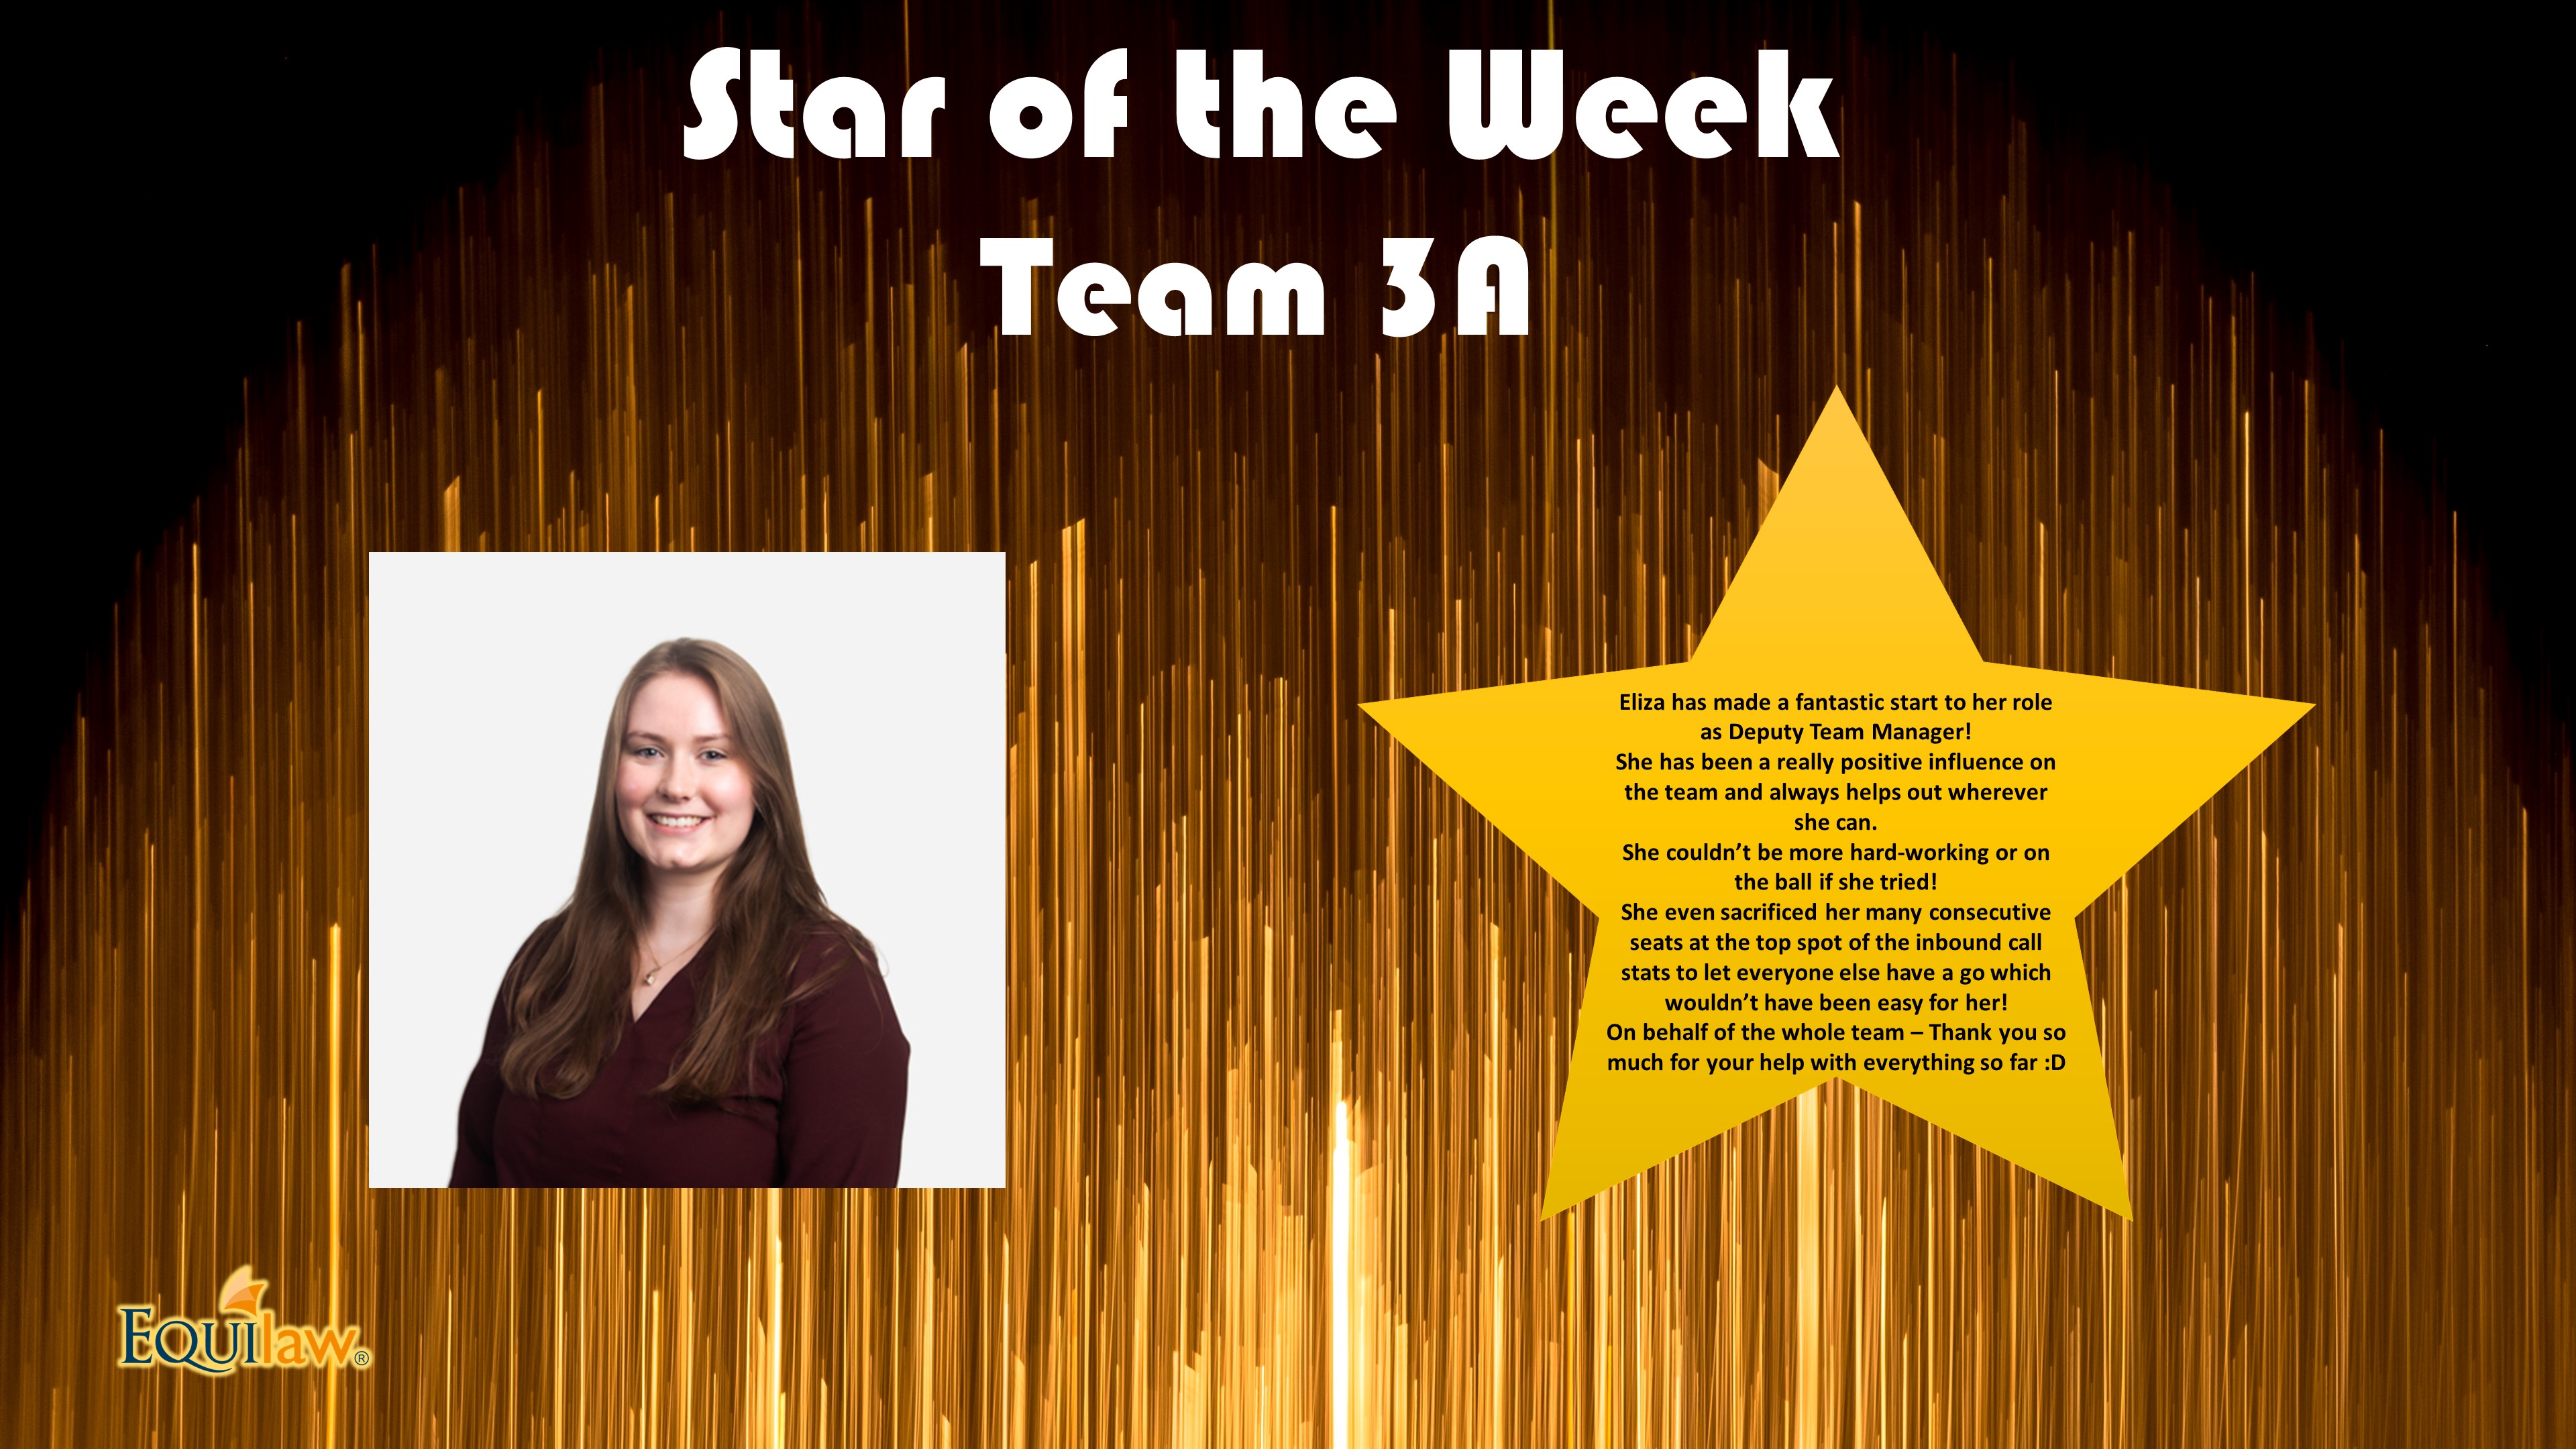 Star of the Week
Team 3A
Eliza has made a fantastic start to her role
as Deputy Team Manager!
She has been a really positive influence on
the team and always helps out wherever
she can.
She couldn’t be more hard-working or on
the ball if she tried!
She even sacrificed her many consecutive
seats at the top spot of the inbound call
stats to let everyone else have a go which
wouldn’t have been easy for her!
On behalf of the whole team – Thank you so
much for your help with everything so far :D
EQUilaw®